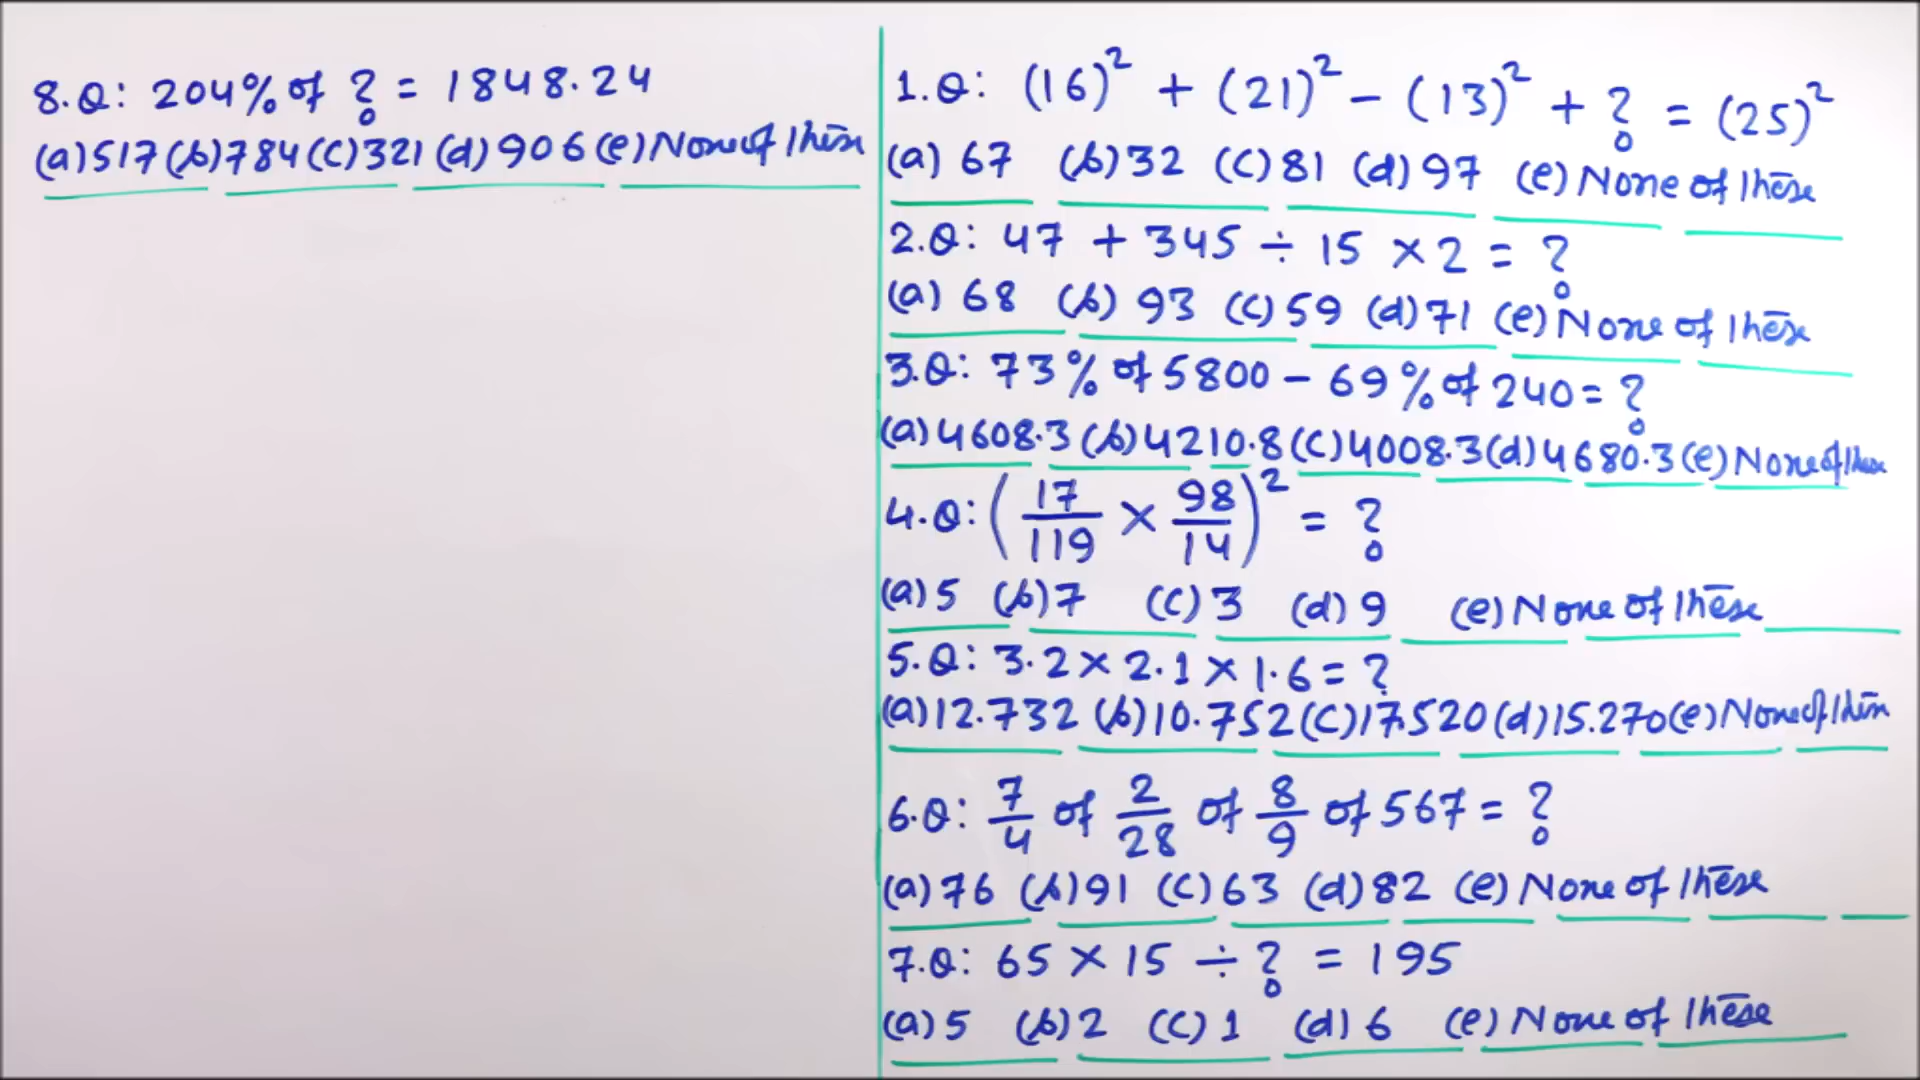 8.Q: 204% of ? = 1848.24
(a) 517 (b) 784 (c) 321 (d) 906 (e) None of these
1.Q: (16)² + (21)² - (13)² + ? = (25)²
(a) 67 (b) 32 (c) 81 (d) 97 (e) None of these
2.Q: 47 + 345 ÷ 15 × 2 = ?
(a) 68 (b) 93 (c) 59 (d) 71 (e) None of these
3.Q: 73% of 5800 - 69% of 240 = ?
(a) 4608.3 (b) 4210.8 (c) 4008.3 (d) 4680.3 (e) None of these
4.Q: (17/119 × 98/14)² = ?
(a) 5 (b) 7 (c) 3 (d) 9 (e) None of these
5.Q: 3.2 × 2.1 × 1.6 = ?
(a) 12.732 (b) 10.752 (c) 17.520 (d) 15.270 (e) None of these
6.Q: 7/4 of 2/28 of 8/9 of 567 = ?
(a) 76 (b) 91 (c) 63 (d) 82 (e) None of these
7.Q: 65 × 15 ÷ ? = 195
(a) 5 (b) 2 (c) 1 (d) 6 (e) None of these